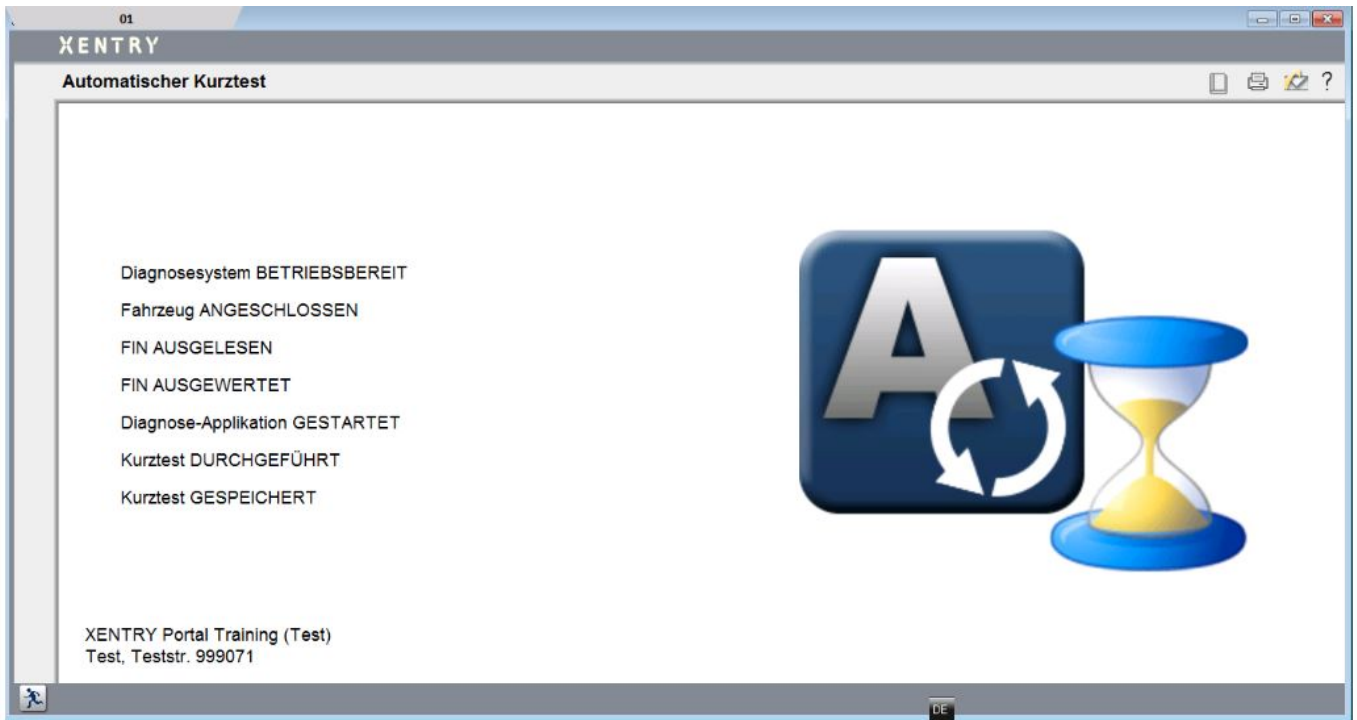 01
XENTRY
Automatischer Kurztest
?
Diagnosesystem BETRIEBSBEREIT
Fahrzeug ANGESCHLOSSEN
FIN AUSGELESEN
FIN AUSGEWERTET
Diagnose-Applikation GESTARTET
Kurztest DURCHGEFÜHRT
Kurztest GESPEICHERT
A
XENTRY Portal Training (Test)
Test, Teststr. 999071
DE